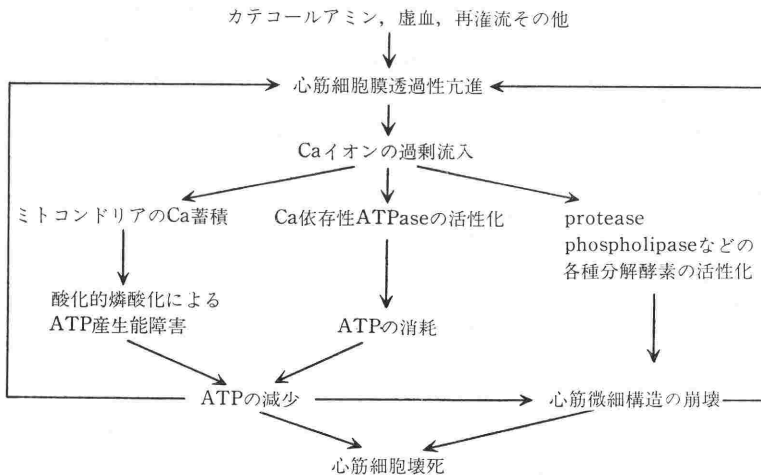 カテコールアミン，虚血，再灌流その他
心筋細胞膜透過性亢進
Caイオンの過剰流入
ミトコンドリアのCa蓄積
Ca依存性ATPaseの活性化
protease
phospholipaseなどの
各種分解酵素の活性化
酸化的燐酸化による
ATP産生能障害
ATPの消耗
ATPの減少
心筋微細構造の崩壊
心筋細胞壊死